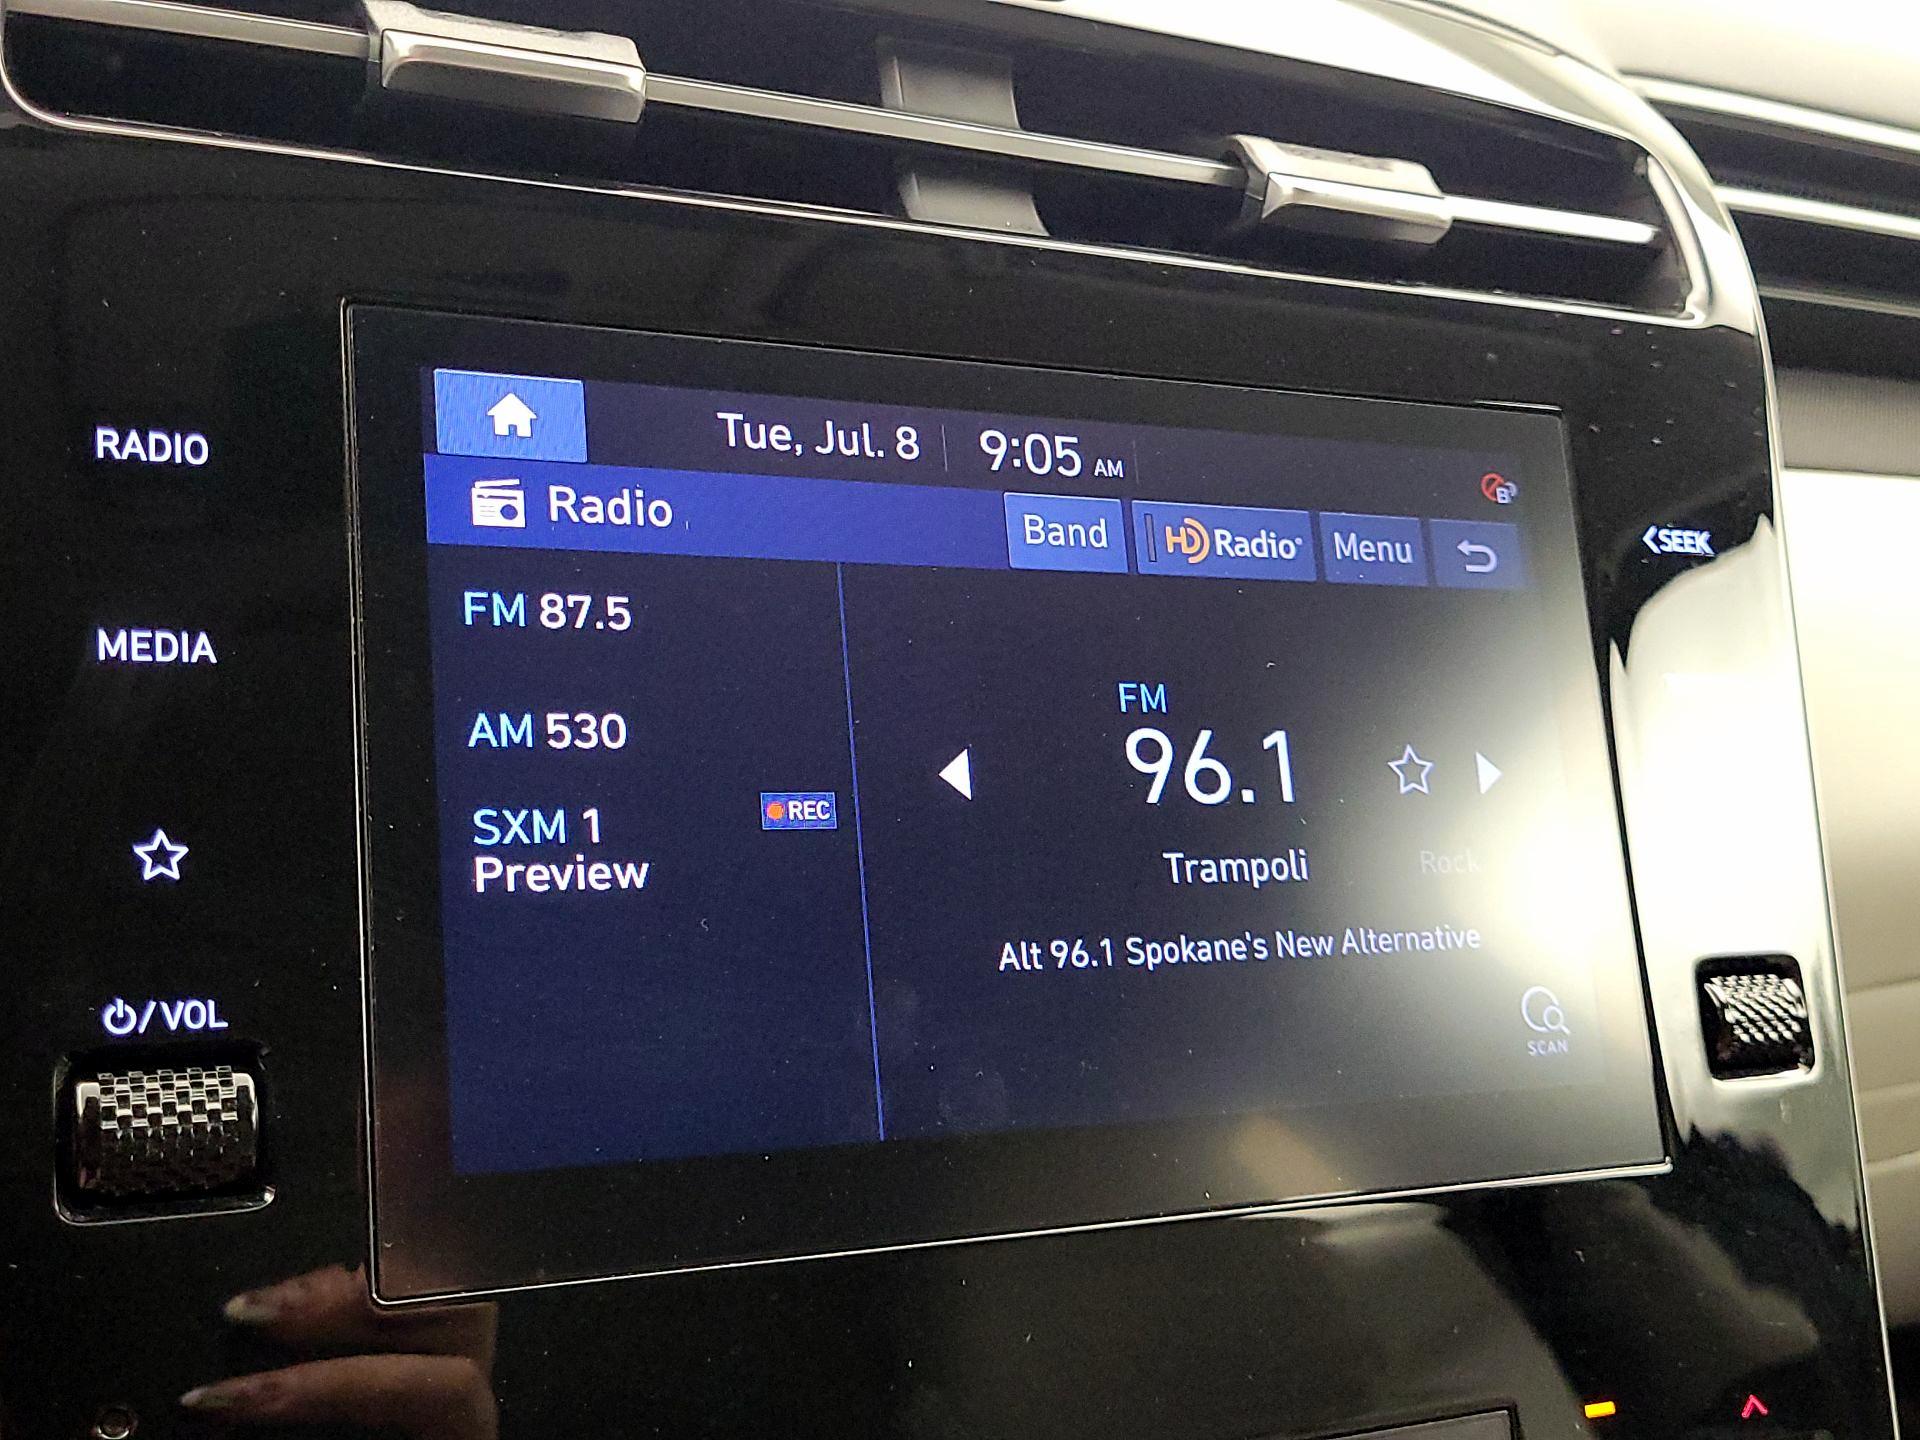 Tue, Jul. 8 9:05 AM
RADIO
Radio
Band
HD Radio
Menu
<SEEK
FM 87.5
MEDIA
FM
AM 530
96.1
SXM 1
REC
Preview
Trampoli
Rock
Alt 96.1 Spokane's New Alternative
/VOL
SCAN